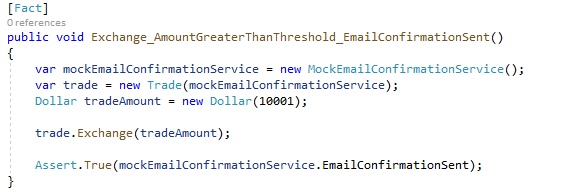 [Fact]
0 references
public void Exchange_AmountGreaterThanThreshold_EmailConfirmationSent()
{
var mockEmailConfirmationService = new MockEmailConfirmationService();
var trade = new Trade(mockEmailConfirmationService);
Dollar tradeAmount = new Dollar(10001);
trade.Exchange(tradeAmount);
Assert.True(mockEmailConfirmationService.EmailConfirmationSent);
}